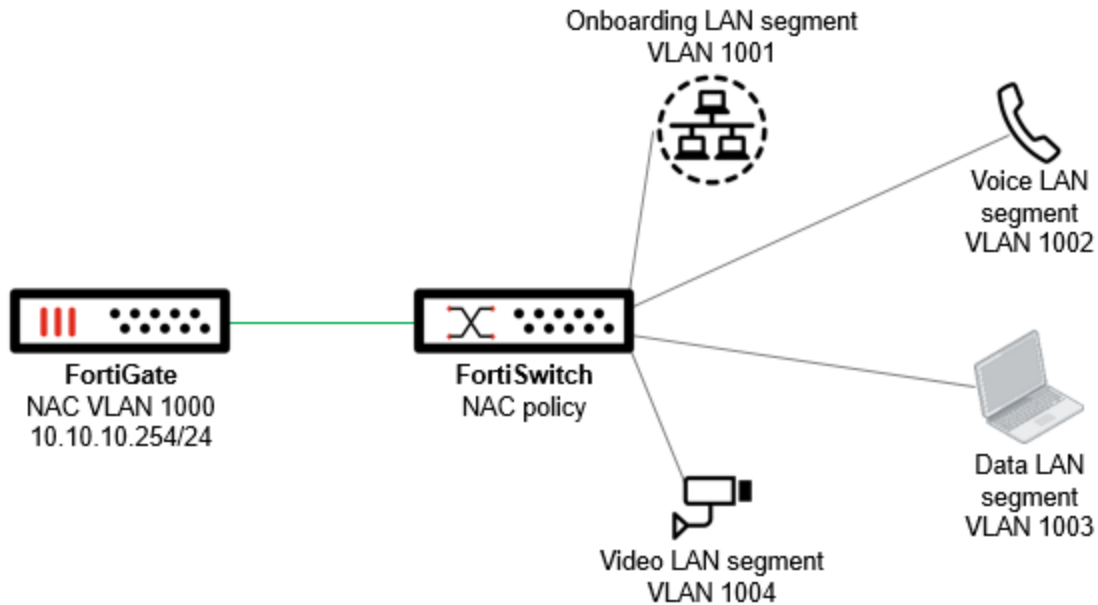 Onboarding LAN segment
VLAN 1001
Voice LAN
segment
VLAN 1002
FortiGate
NAC VLAN 1000
10.10.10.254/24
FortiSwitch
NAC policy
Data LAN
segment
VLAN 1003
Video LAN segment
VLAN 1004